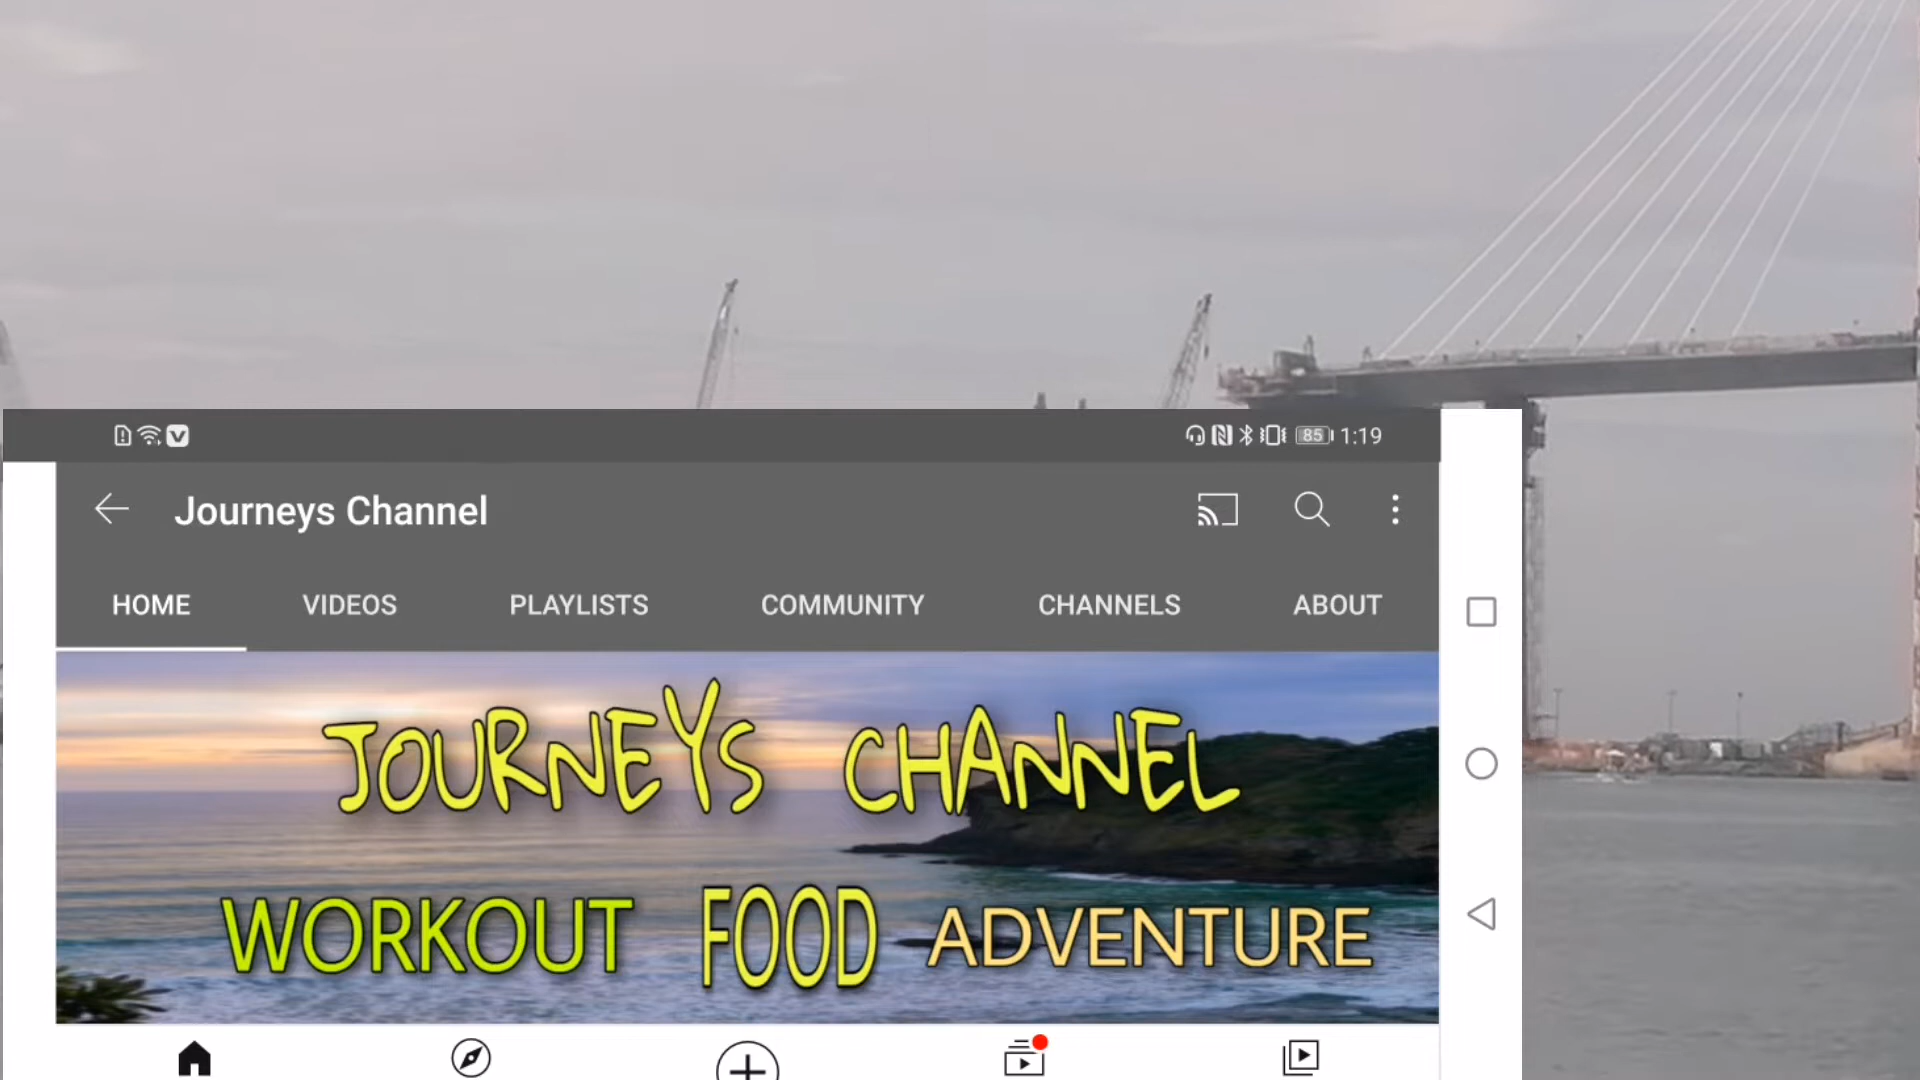 85 1:19
Journeys Channel
HOME VIDEOS PLAYLISTS COMMUNITY CHANNELS ABOUT
JOURNEYS CHANNEL
WORKOUT FOOD ADVENTURE